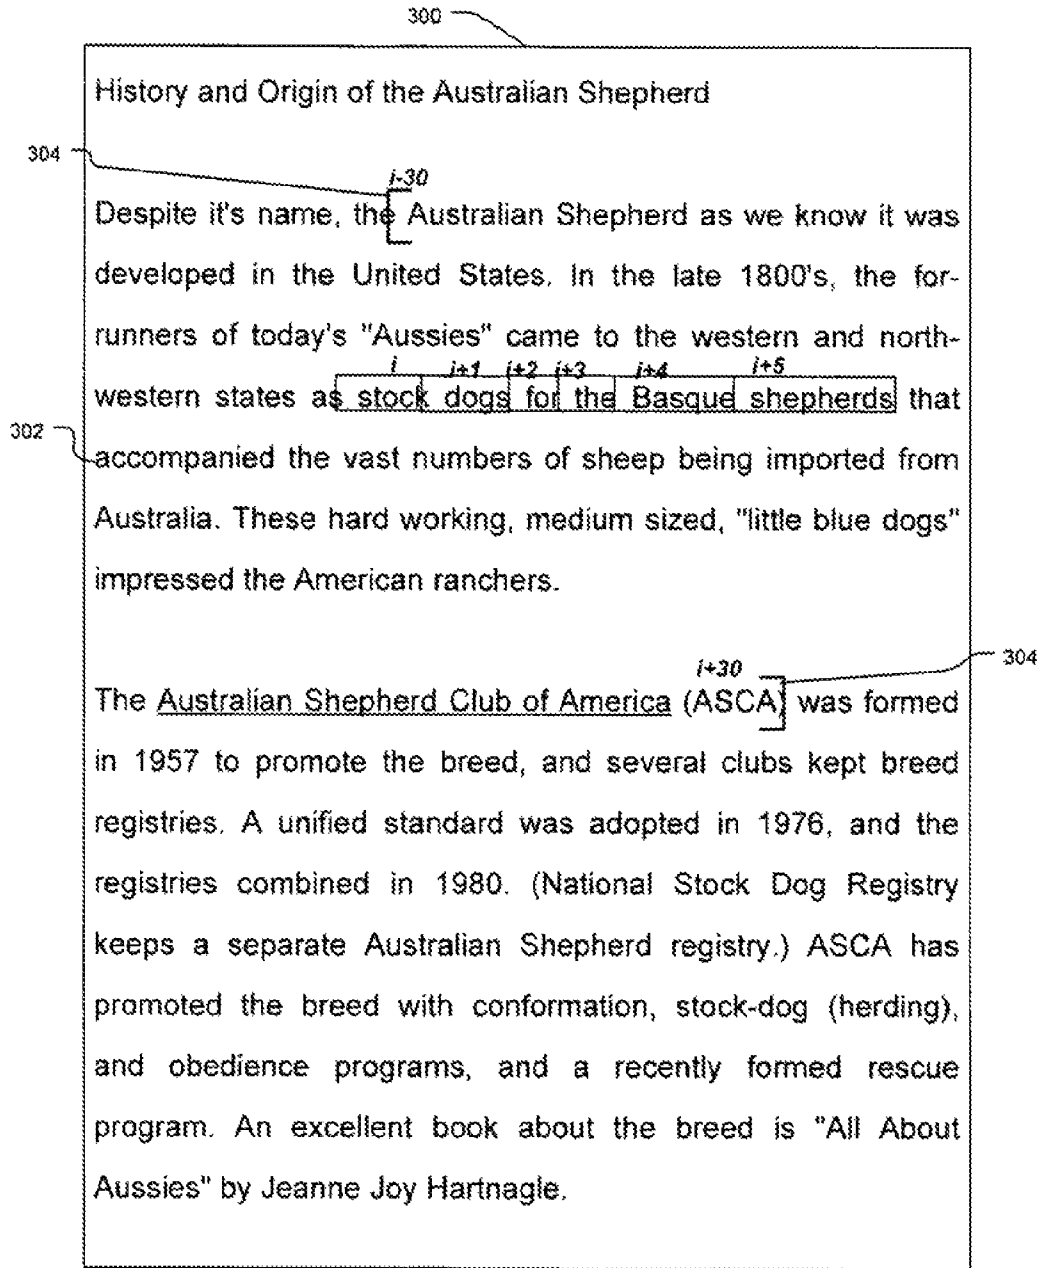 300
History and Origin of the Australian Shepherd
304
i-30
Despite it's name, the Australian Shepherd as we know it was
developed in the United States. In the late 1800's, the for-
runners of today's "Aussies" came to the western and north-
i i+1 i+2 i+3 i+4 i+5
western states as stock dogs for the Basque shepherds that
302
accompanied the vast numbers of sheep being imported from
Australia. These hard working, medium sized, "little blue dogs"
impressed the American ranchers.
i+30
304
The Australian Shepherd Club of America (ASCA) was formed
in 1957 to promote the breed, and several clubs kept breed
registries. A unified standard was adopted in 1976, and the
registries combined in 1980. (National Stock Dog Registry
keeps a separate Australian Shepherd registry.) ASCA has
promoted the breed with conformation, stock-dog (herding),
and obedience programs, and a recently formed rescue
program. An excellent book about the breed is "All About
Aussies" by Jeanne Joy Hartnagle.